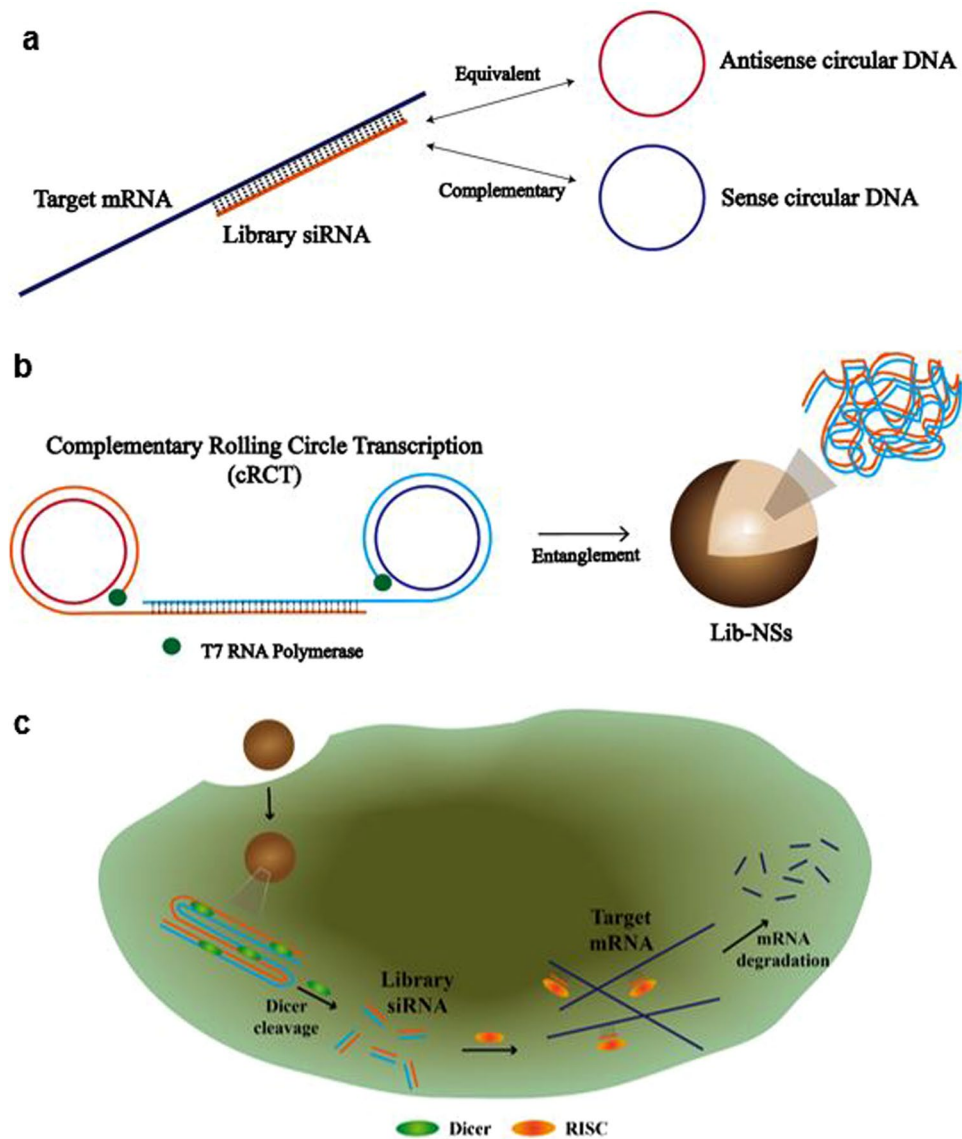 a
Equivalent
Antisense circular DNA
Target mRNA
Library siRNA
Complementary
Sense circular DNA
b
Complementary Rolling Circle Transcription
(cRCT)
T7 RNA Polymerase
Entanglement
Lib-NSs
c
Dicer
cleavage
Library
siRNA
Target
mRNA
mRNA
degradation
Dicer
RISC